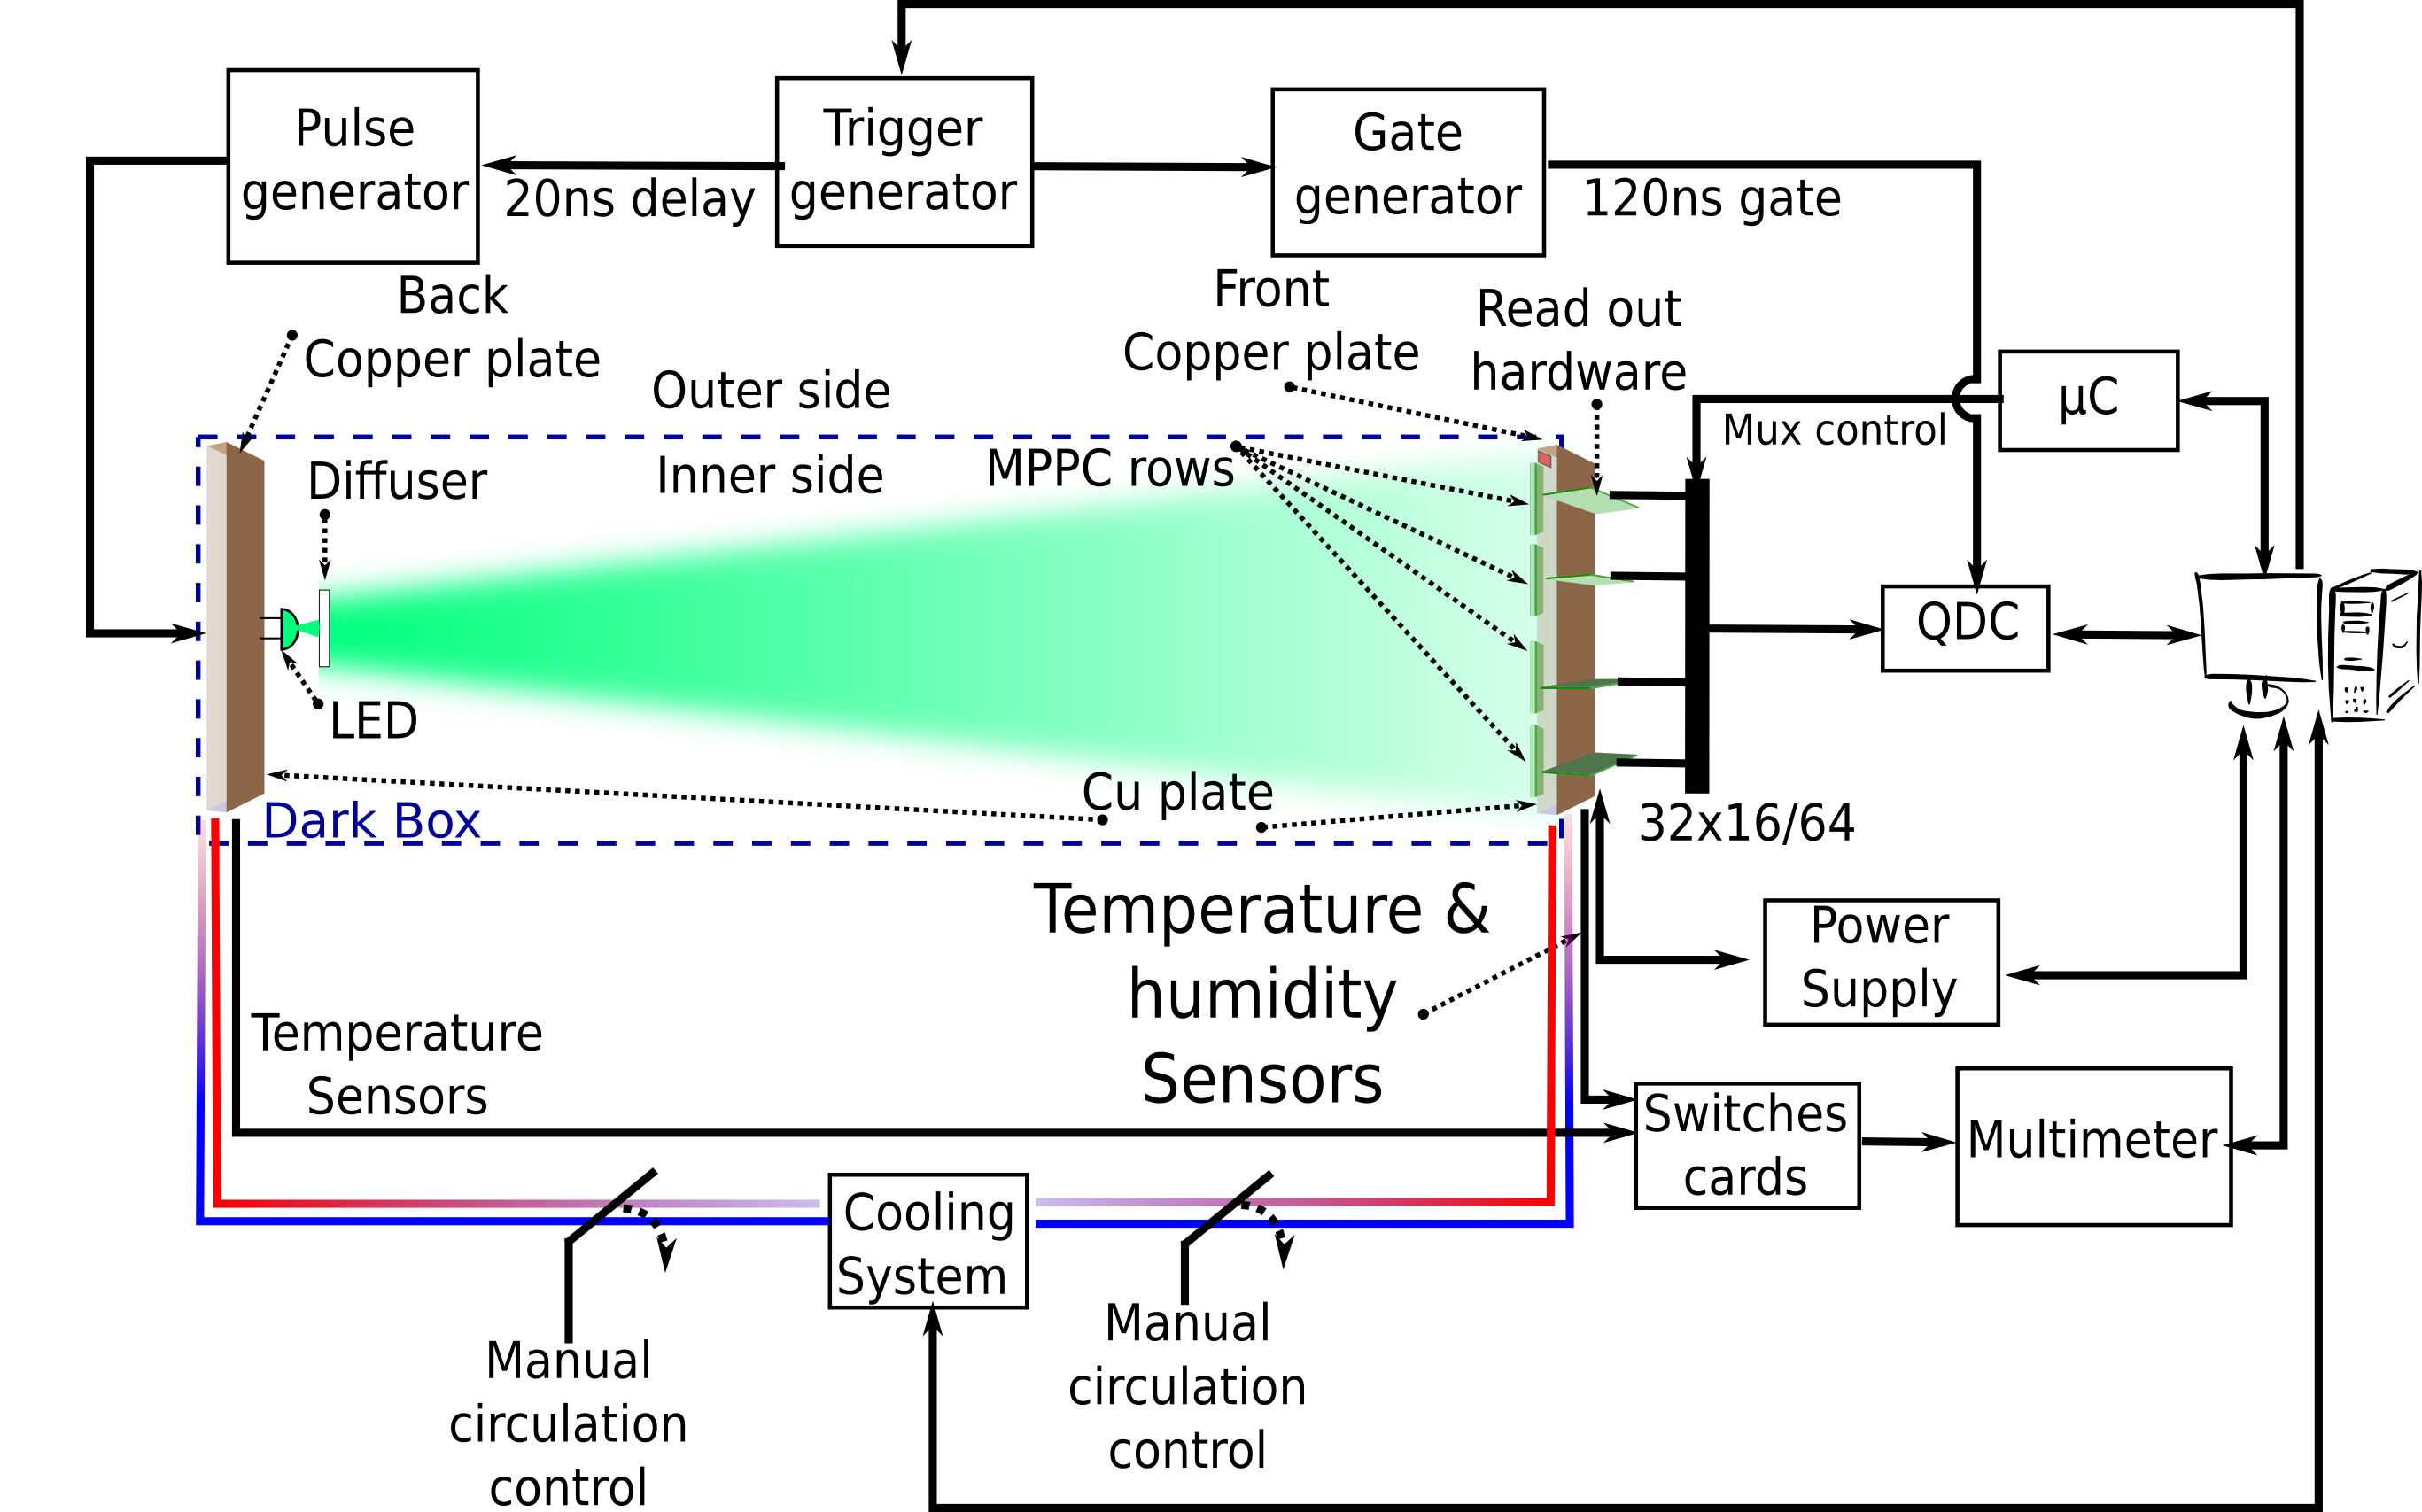 Pulse
generator
20ns delay
Trigger
generator
Gate
generator
120ns gate
Back
Copper plate
Outer side
Inner side
Front
Copper plate
Read out
hardware
µC
Mux control
Diffuser
MPPC rows
LED
QDC
Dark Box
Cu plate
32x16/64
Temperature &
humidity
Sensors
Power
Supply
Temperature
Sensors
Switches
cards
Multimeter
Cooling
System
Manual
circulation
control
Manual
circulation
control